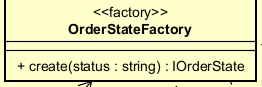 <<factory>>
OrderStateFactory
+ create(status : string) : IOrderState